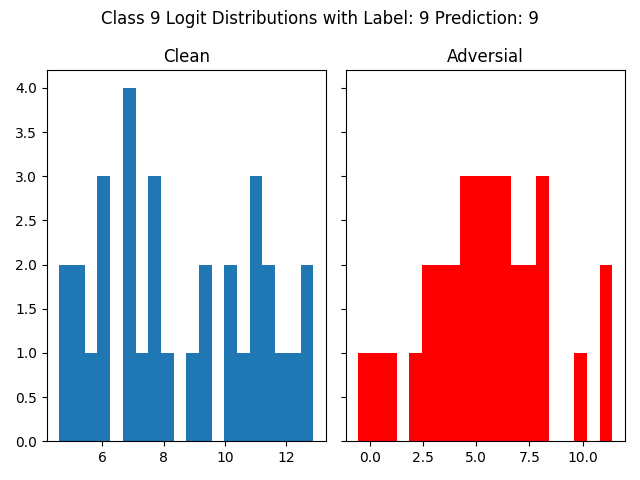 Class 9 Logit Distributions with Label: 9 Prediction: 9
Clean
Adversial
4.0
3.5
3.0
2.5
2.0
1.5
1.0
0.5
0.0
6 8 10 12
0.0 2.5 5.0 7.5 10.0